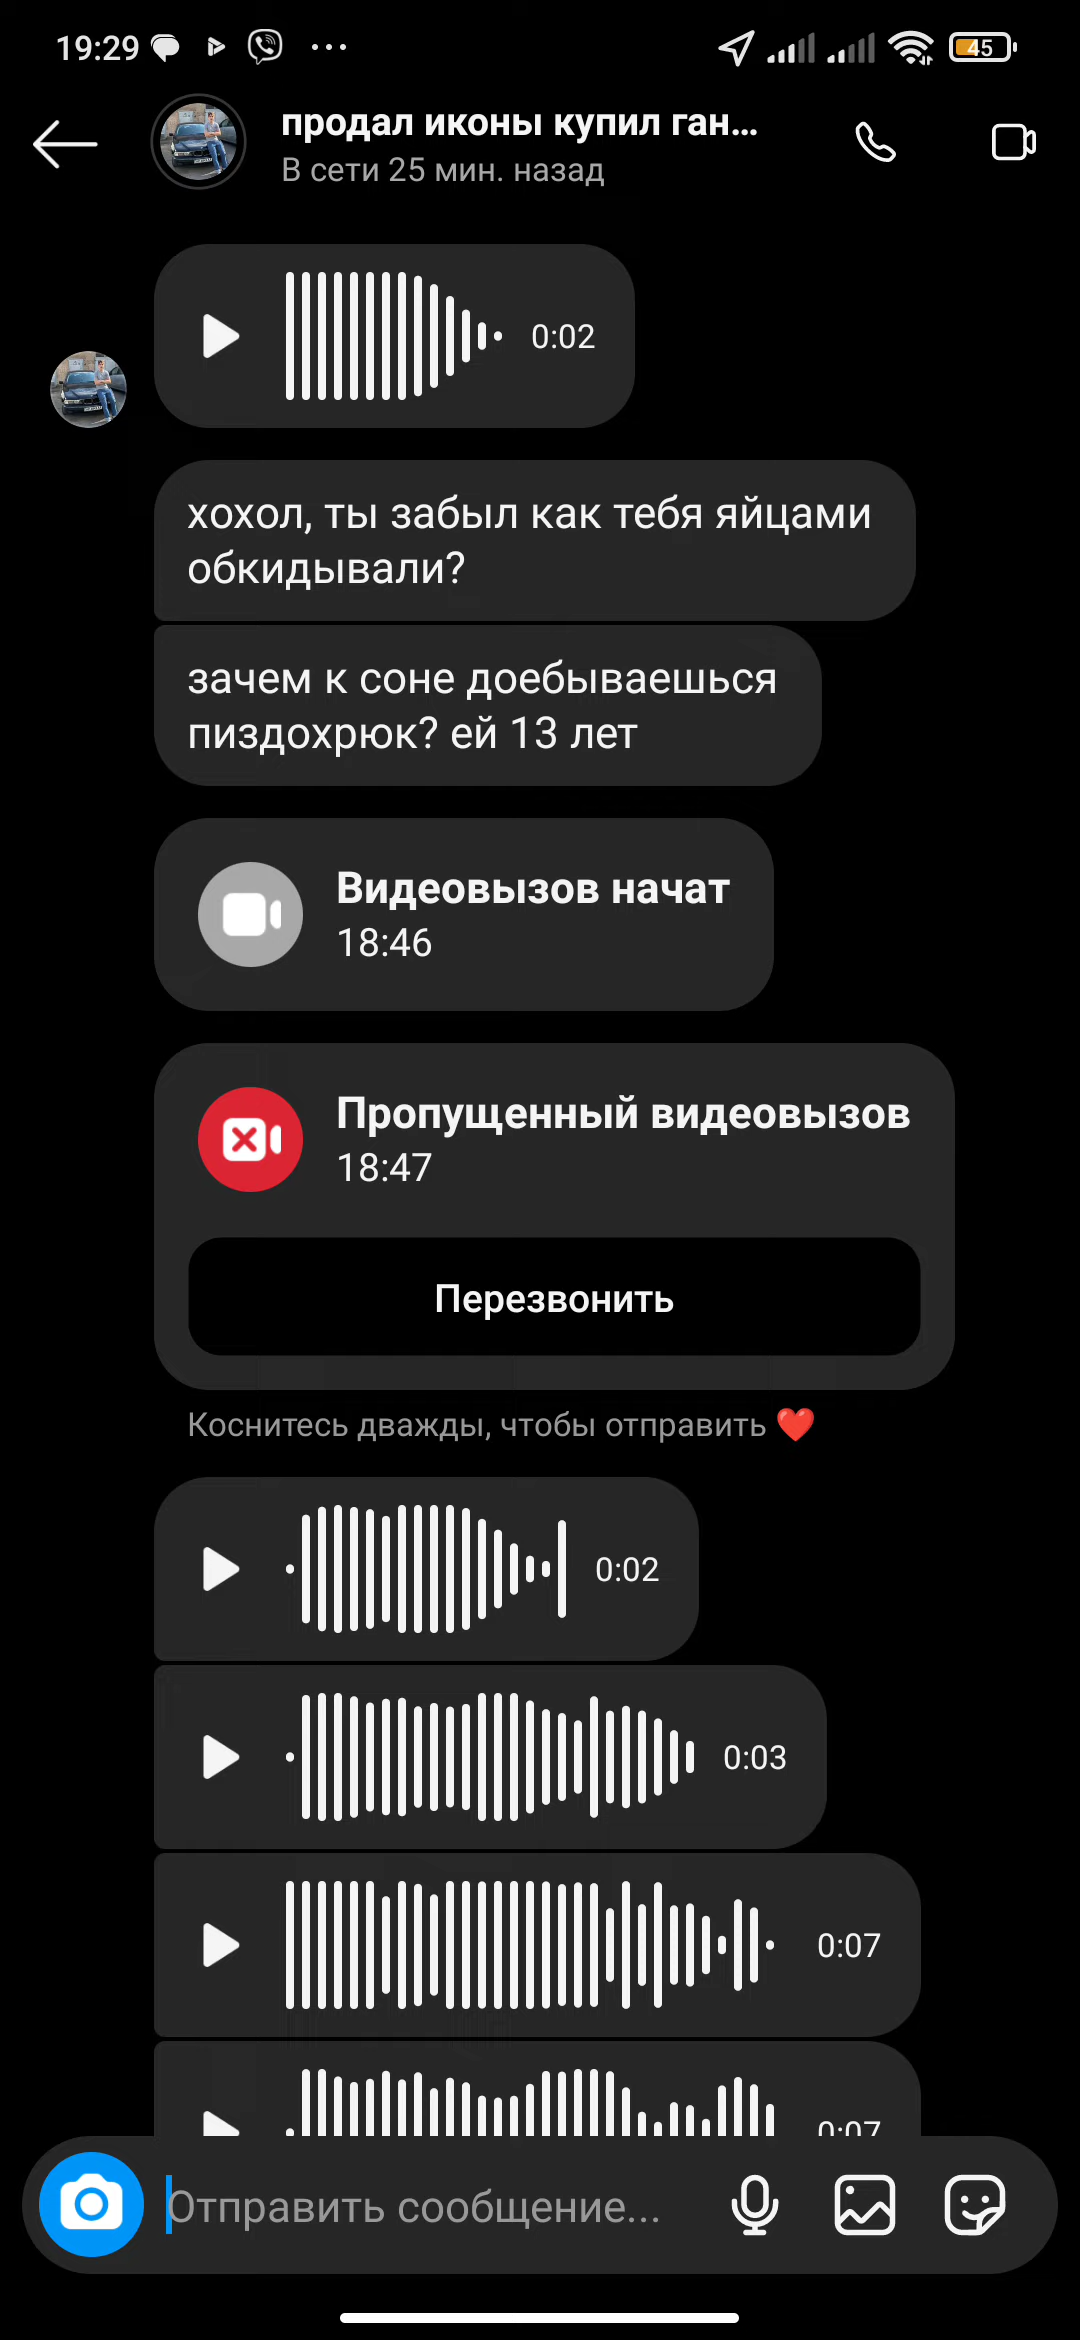 19:29
45
продал иконы купил ган...
В сети 25 мин. назад
0:02
хохол, ты забыл как тебя яйцами
обкидывали?
зачем к соне доебываешься
пиздохрюк? ей 13 лет
Видеовызов начат
18:46
Пропущенный видеовызов
18:47
Перезвонить
Коснитесь дважды, чтобы отправить ❤️
0:02
0:03
0:07
0:07
Отправить сообщение...